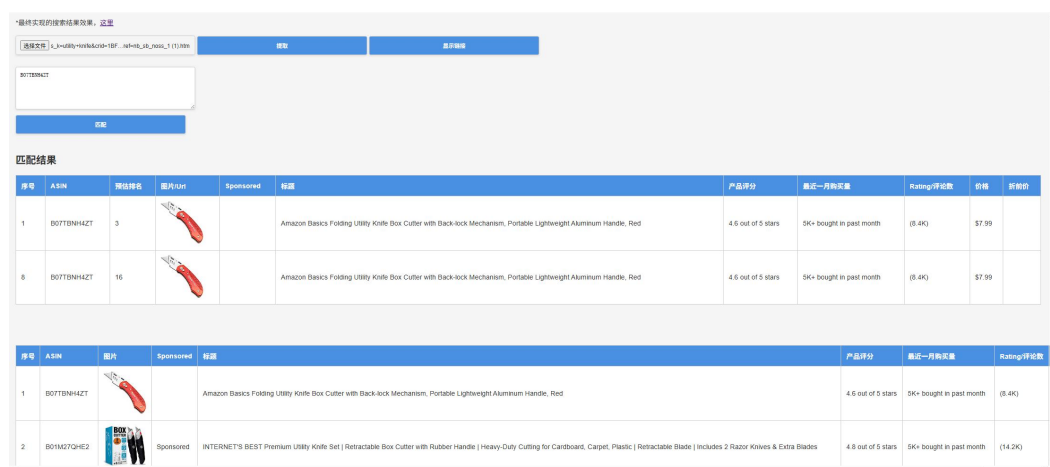 *最终实现的搜索结果效果，这里
选择文件 s_k=utility+knife&crid=1BF...ref=nb_sb_noss_1 (1).htm 提取 显示链接
B07TBNH4ZT
匹配
匹配结果
序号 ASIN 预估排名 图片/Url Sponsored 标题 产品评分 最近一月购买量 Rating/评论数 价格 折前价
1 B07TBNH4ZT 3 Amazon Basics Folding Utility Knife Box Cutter with Back-lock Mechanism, Portable Lightweight Aluminum Handle, Red 4.6 out of 5 stars 5K+ bought in past month (8.4K) $7.99
8 B07TBNH4ZT 16 Amazon Basics Folding Utility Knife Box Cutter with Back-lock Mechanism, Portable Lightweight Aluminum Handle, Red 4.6 out of 5 stars 5K+ bought in past month (8.4K) $7.99
序号 ASIN 图片 Sponsored 标题 产品评分 最近一月购买量 Rating/评论数
1 B07TBNH4ZT Amazon Basics Folding Utility Knife Box Cutter with Back-lock Mechanism, Portable Lightweight Aluminum Handle, Red 4.6 out of 5 stars 5K+ bought in past month (8.4K)
BOX
2 B01M27QHE2 Sponsored INTERNET'S BEST Premium Utility Knife Set | Retractable Box Cutter with Rubber Handle | Heavy-Duty Cutting for Cardboard, Carpet, Plastic | Retractable Blade | Includes 2 Razor Knives & Extra Blades 4.8 out of 5 stars 5K+ bought in past month (14.2K)